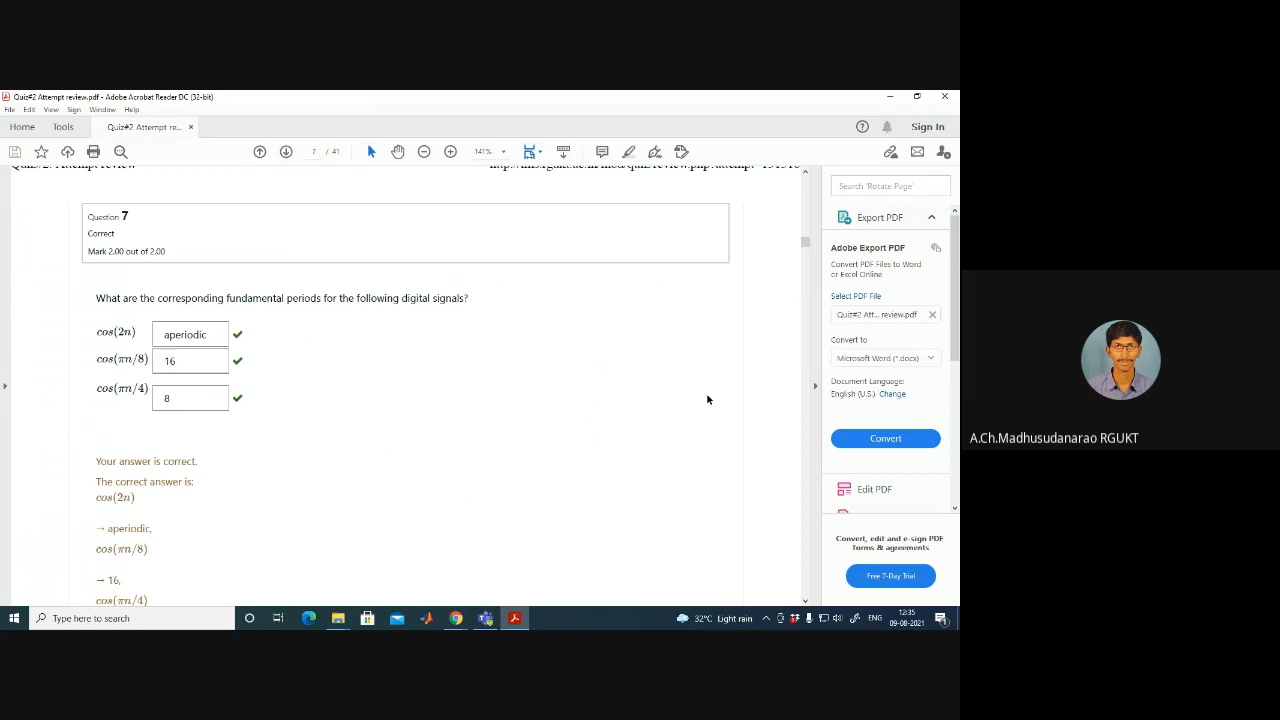 Quiz#2 Attempt review.pdf - Adobe Acrobat Reader DC (32-bit)
File Edit View Sign Window Help
Home Tools Quiz#2 Attempt re... × Sign In
7 / 41 141%
Quiz#2: Attempt review
Search 'Rotate Page'
Question 7
Correct
Mark 2.00 out of 2.00
Export PDF
Adobe Export PDF
Convert PDF Files to Word
or Excel Online
Select PDF File
Quiz#2 Att... review.pdf
Convert to
Microsoft Word (*.docx)
Document Language:
English (U.S.) Change
Convert
Edit PDF
Convert, edit and e-sign PDF
forms & agreements
Free 7-Day Trial
What are the corresponding fundamental periods for the following digital signals?
cos(2n) aperiodic ✔
cos(πn/8) 16 ✔
cos(πn/4) 8 ✔
Your answer is correct.
The correct answer is:
cos(2n)
→ aperiodic,
cos(πn/8)
→ 16,
cos(πn/4)
A.Ch.Madhusudanarao RGUKT
Type here to search
32°C Light rain
ENG
12:35
09-08-2021